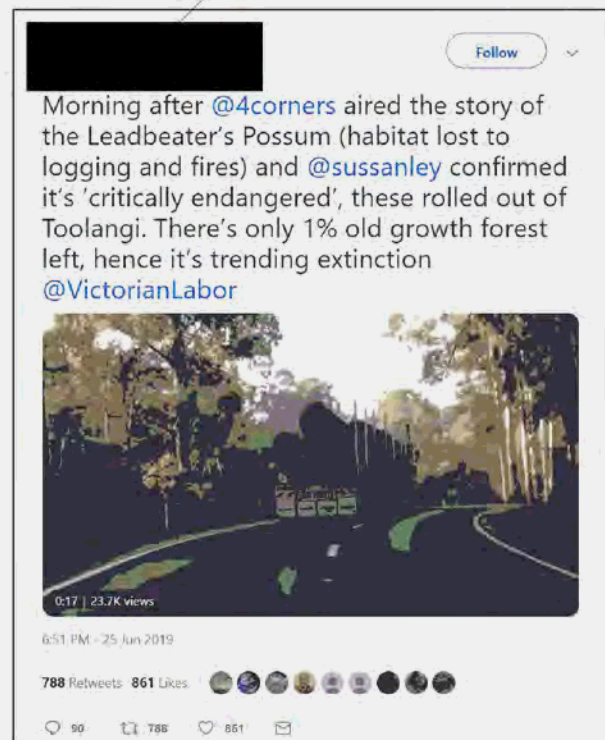 Follow
Morning after @4corners aired the story of
the Leadbeater's Possum (habitat lost to
logging and fires) and @sussanley confirmed
it's 'critically endangered', these rolled out of
Toolangi. There's only 1% old growth forest
left, hence it's trending extinction
@VictorianLabor
0:17 | 23.7K views
6:51 PM - 25 Jun 2019
788 Retweets 861 Likes
90 788 861